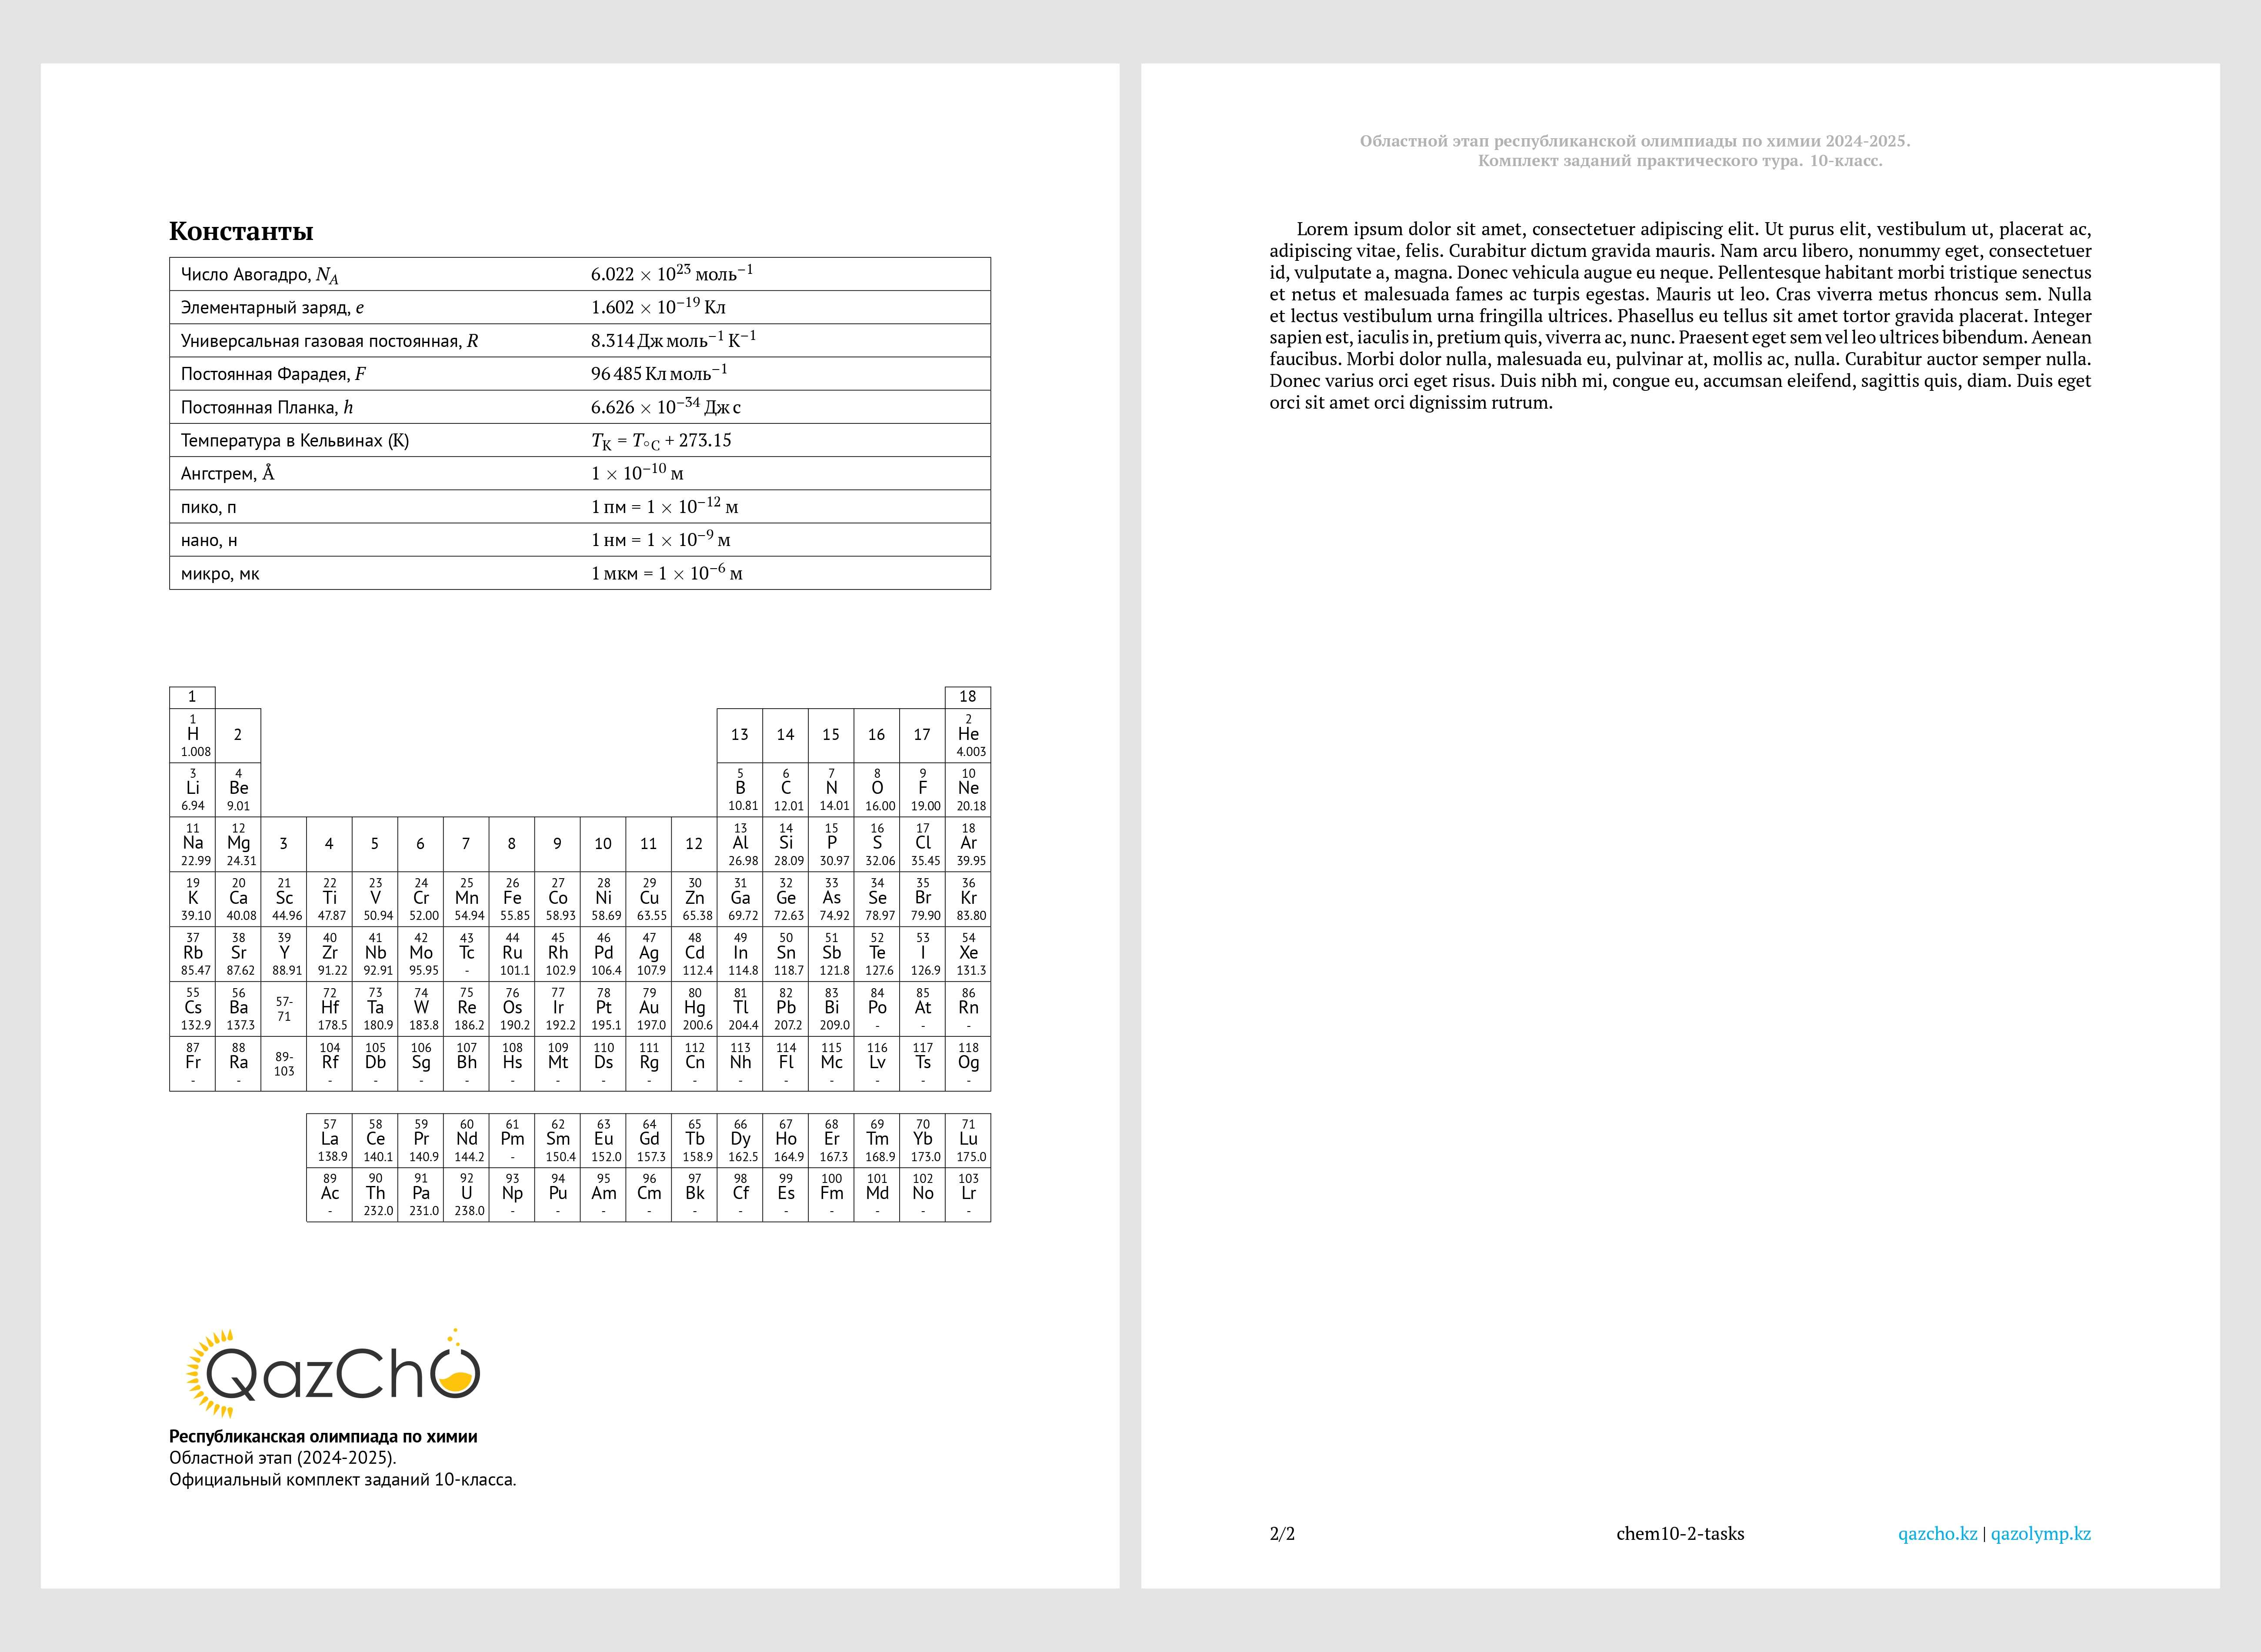 Константы
Число Авогадро, N_A 6.022 × 10^23 моль^−1
Элементарный заряд, e 1.602 × 10^−19 Кл
Универсальная газовая постоянная, R 8.314 Дж моль^−1 К^−1
Постоянная Фарадея, F 96 485 Кл моль^−1
Постоянная Планка, h 6.626 × 10^−34 Дж с
Температура в Кельвинах (К) T_K = T_°C + 273.15
Ангстрем, Å 1 × 10^−10 м
пико, п 1 пм = 1 × 10^−12 м
нано, н 1 нм = 1 × 10^−9 м
микро, мк 1 мкм = 1 × 10^−6 м
1 18
1 2
H 2 13 14 15 16 17 He
1.008 4.003
3 4 5 6 7 8 9 10
Li Be B C N O F Ne
6.94 9.01 10.81 12.01 14.01 16.00 19.00 20.18
11 12 13 14 15 16 17 18
Na Mg 3 4 5 6 7 8 9 10 11 12 Al Si P S Cl Ar
22.99 24.31 26.98 28.09 30.97 32.06 35.45 39.95
19 20 21 22 23 24 25 26 27 28 29 30 31 32 33 34 35 36
K Ca Sc Ti V Cr Mn Fe Co Ni Cu Zn Ga Ge As Se Br Kr
39.10 40.08 44.96 47.87 50.94 52.00 54.94 55.85 58.93 58.69 63.55 65.38 69.72 72.63 74.92 78.97 79.90 83.80
37 38 39 40 41 42 43 44 45 46 47 48 49 50 51 52 53 54
Rb Sr Y Zr Nb Mo Tc Ru Rh Pd Ag Cd In Sn Sb Te I Xe
85.47 87.62 88.91 91.22 92.91 95.95 - 101.1 102.9 106.4 107.9 112.4 114.8 118.7 121.8 127.6 126.9 131.3
55 56 57-71 72 73 74 75 76 77 78 79 80 81 82 83 84 85 86
Cs Ba Hf Ta W Re Os Ir Pt Au Hg Tl Pb Bi Po At Rn
132.9 137.3 178.5 180.9 183.8 186.2 190.2 192.2 195.1 197.0 200.6 204.4 207.2 209.0 - - -
87 88 89-103 104 105 106 107 108 109 110 111 112 113 114 115 116 117 118
Fr Ra Rf Db Sg Bh Hs Mt Ds Rg Cn Nh Fl Mc Lv Ts Og
- - - - - - - - - - - - - - - - -
57 58 59 60 61 62 63 64 65 66 67 68 69 70 71
La Ce Pr Nd Pm Sm Eu Gd Tb Dy Ho Er Tm Yb Lu
138.9 140.1 140.9 144.2 - 150.4 152.0 157.3 158.9 162.5 164.9 167.3 168.9 173.0 175.0
89 90 91 92 93 94 95 96 97 98 99 100 101 102 103
Ac Th Pa U Np Pu Am Cm Bk Cf Es Fm Md No Lr
- 232.0 231.0 238.0 - - - - - - - - - - -
QazChO
Республиканская олимпиада по химии
Областной этап (2024-2025).
Официальный комплект заданий 10-класса.
Областной этап республиканской олимпиады по химии 2024-2025.
Комплект заданий практического тура. 10-класс.
Lorem ipsum dolor sit amet, consectetuer adipiscing elit. Ut purus elit, vestibulum ut, placerat ac,
adipiscing vitae, felis. Curabitur dictum gravida mauris. Nam arcu libero, nonummy eget, consectetuer
id, vulputate a, magna. Donec vehicula augue eu neque. Pellentesque habitant morbi tristique senectus
et netus et malesuada fames ac turpis egestas. Mauris ut leo. Cras viverra metus rhoncus sem. Nulla
et lectus vestibulum urna fringilla ultrices. Phasellus eu tellus sit amet tortor gravida placerat. Integer
sapien est, iaculis in, pretium quis, viverra ac, nunc. Praesent eget sem vel leo ultrices bibendum. Aenean
faucibus. Morbi dolor nulla, malesuada eu, pulvinar at, mollis ac, nulla. Curabitur auctor semper nulla.
Donec varius orci eget risus. Duis nibh mi, congue eu, accumsan eleifend, sagittis quis, diam. Duis eget
orci sit amet orci dignissim rutrum.
2/2 chem10-2-tasks qazcho.kz | qazolymp.kz